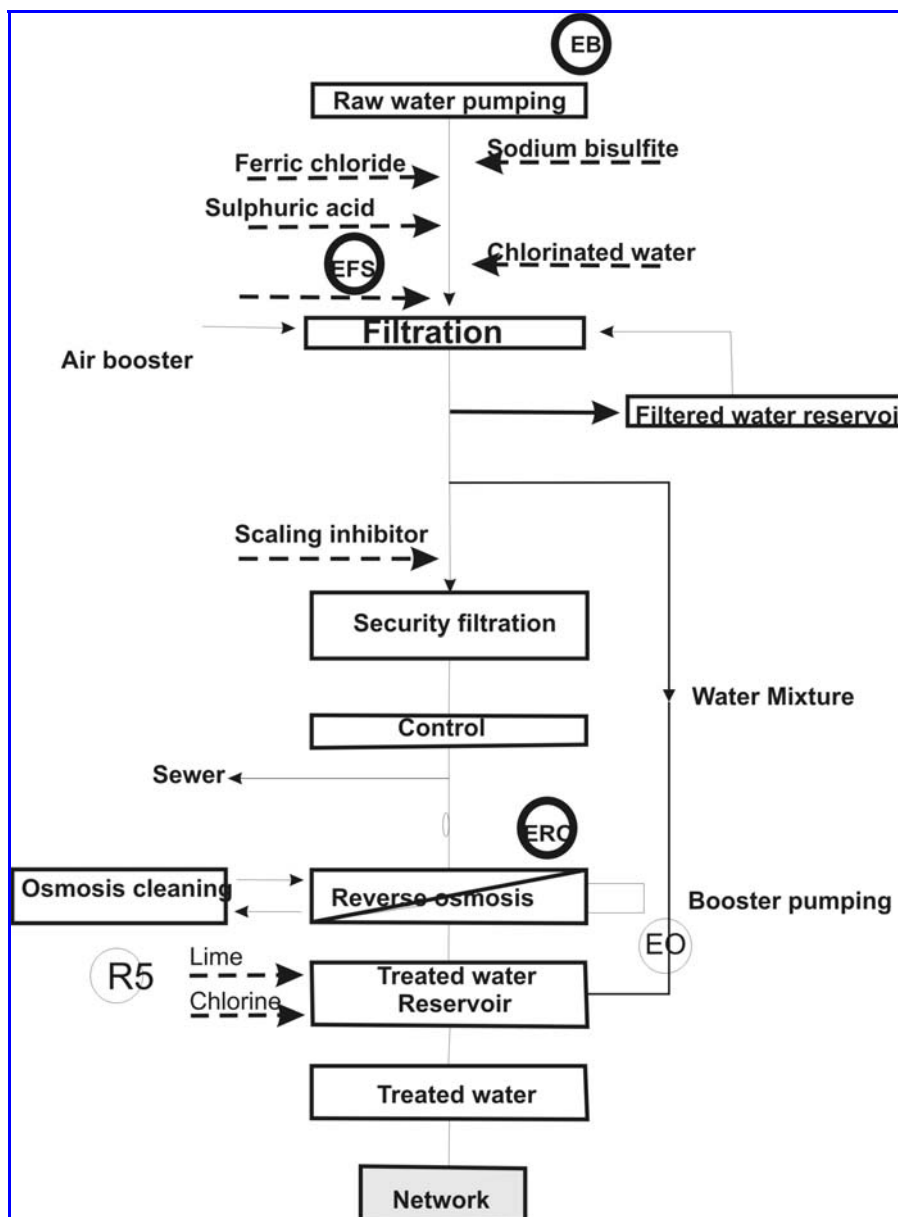 EB
Raw water pumping
Sodium bisulfite
Ferric chloride
Sulphuric acid
Chlorinated water
EFS
Filtration
Air booster
Filtered water reservoir
Scaling inhibitor
Security filtration
Water Mixture
Control
Sewer
ERO
Osmosis cleaning
Reverse osmosis
Booster pumping
EO
R5
Lime
Treated water
Reservoir
Chlorine
Treated water
Network